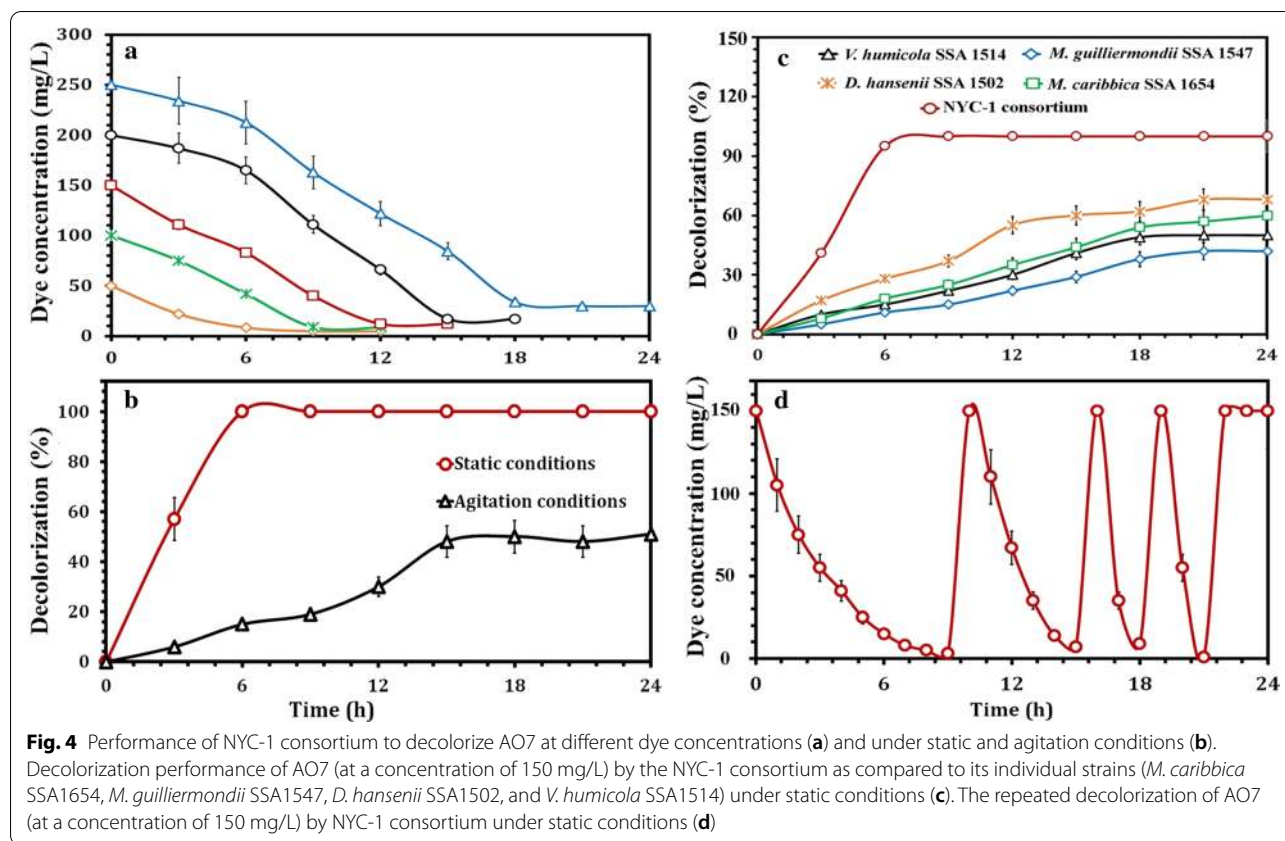 300
250
200
150
100
50
0
Dye concentration (mg/L)
a
0 6 12 18 24
150
120
90
60
30
0
Decolorization (%)
c
V. humicola SSA 1514 M. guilliermondii SSA 1547
D. hansenii SSA 1502 M. caribbica SSA 1654
NYC-1 consortium
0 6 12 18 24
100
80
60
40
20
0
Decolorization (%)
b
Static conditions
Agitation conditions
0 6 12 18 24
Time (h)
150
100
50
0
Dye concentration (mg/L)
d
0 6 12 18 24
Time (h)
Fig. 4 Performance of NYC-1 consortium to decolorize AO7 at different dye concentrations (a) and under static and agitation conditions (b).
Decolorization performance of AO7 (at a concentration of 150 mg/L) by the NYC-1 consortium as compared to its individual strains (M. caribbica
SSA1654, M. guilliermondii SSA1547, D. hansenii SSA1502, and V. humicola SSA1514) under static conditions (c). The repeated decolorization of AO7
(at a concentration of 150 mg/L) by NYC-1 consortium under static conditions (d)